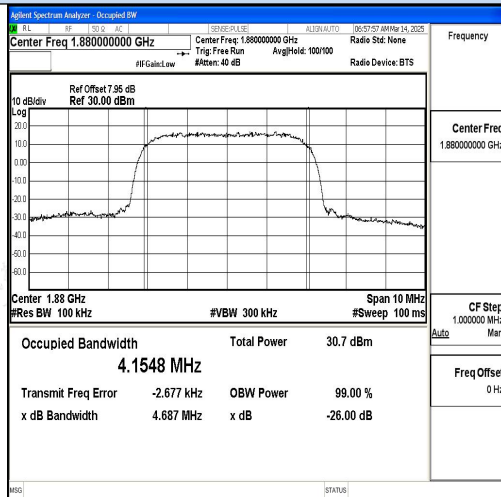 Agilent Spectrum Analyzer - Occupied BW
RL RF 50 Ω AC SENSE:PULSE ALIGN AUTO 06:57:57 AM Mar 14, 2025
Center Freq 1.880000000 GHz
Center Freq: 1.880000000 GHz
Radio Std: None
Trig: Free Run Avg|Hold: 100/100
#IFGain:Low #Atten: 40 dB Radio Device: BTS
Ref Offset 7.95 dB
10 dB/div Ref 30.00 dBm
Log
20.0
10.0
0.00
-10.0
-20.0
-30.0
-40.0
-50.0
-60.0
Center 1.88 GHz Span 10 MHz
#Res BW 100 kHz #VBW 300 kHz #Sweep 100 ms
Occupied Bandwidth Total Power 30.7 dBm
4.1548 MHz
Transmit Freq Error -2.677 kHz OBW Power 99.00 %
x dB Bandwidth 4.687 MHz x dB -26.00 dB
MSG STATUS
Frequency
Center Freq
1.880000000 GHz
CF Step
1.000000 MHz
Auto Man
Freq Offset
0 Hz